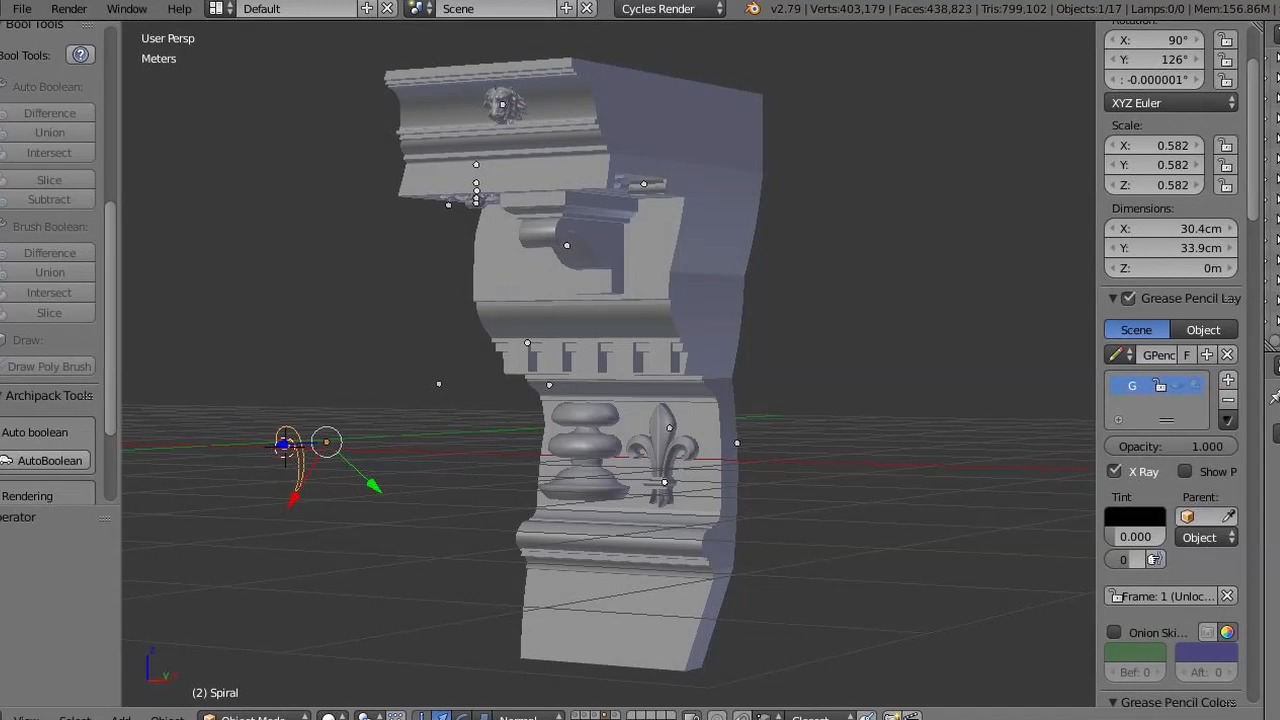 File Render Window Help Default Scene Cycles Render v2.79 | Verts:403,179 | Faces:438,823 | Tris:799,102 | Objects:1/17 | Lamps:0/0 | Mem:156.86M
Bool Tools
User Persp
Meters
Bool Tools:
Auto Boolean:
Difference
Union
Intersect
Slice
Subtract
Brush Boolean:
Difference
Union
Intersect
Slice
Draw:
Draw Poly Brush
Archipack Tools
Auto boolean
AutoBoolean
Rendering
perator
(2) Spiral
X: 90°
Y: 126°
: -0.000001°
XYZ Euler
Scale:
X: 0.582
Y: 0.582
Z: 0.582
Dimensions:
X: 30.4cm
Y: 33.9cm
Z: 0m
Grease Pencil Lay
Scene Object
GPenc F
G
Opacity: 1.000
X Ray Show P
Tint Parent:
0.000 Object
0
Frame: 1 (Unloc...
Onion Ski...
Bef: 0 Aft: 0
Grease Pencil Colors
z
Y